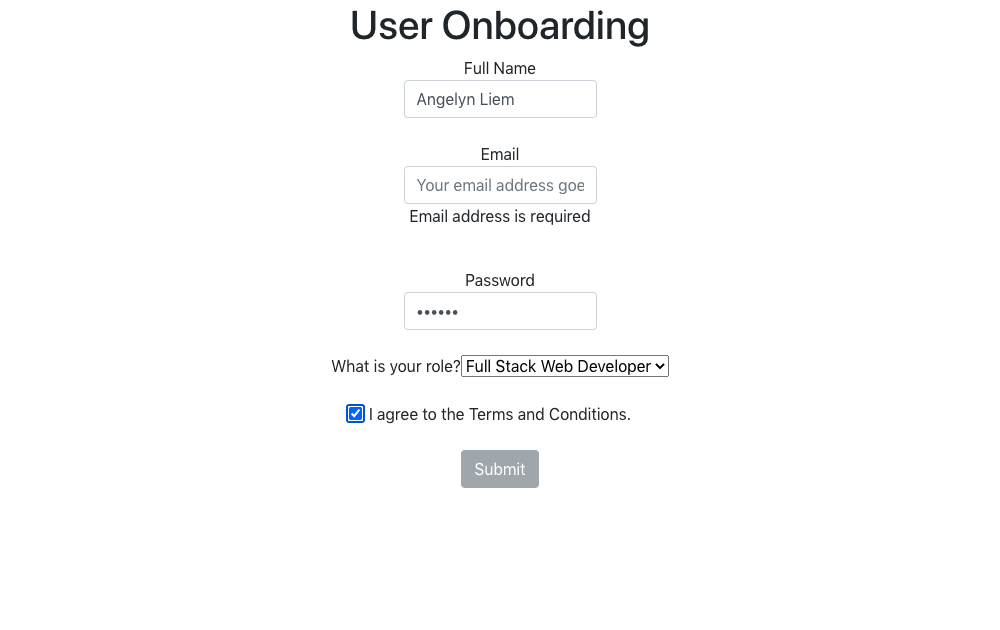 User Onboarding
Full Name
Angelyn Liem
Email
Your email address goe
Email address is required
Password
••••••
What is your role? Full Stack Web Developer
I agree to the Terms and Conditions.
Submit